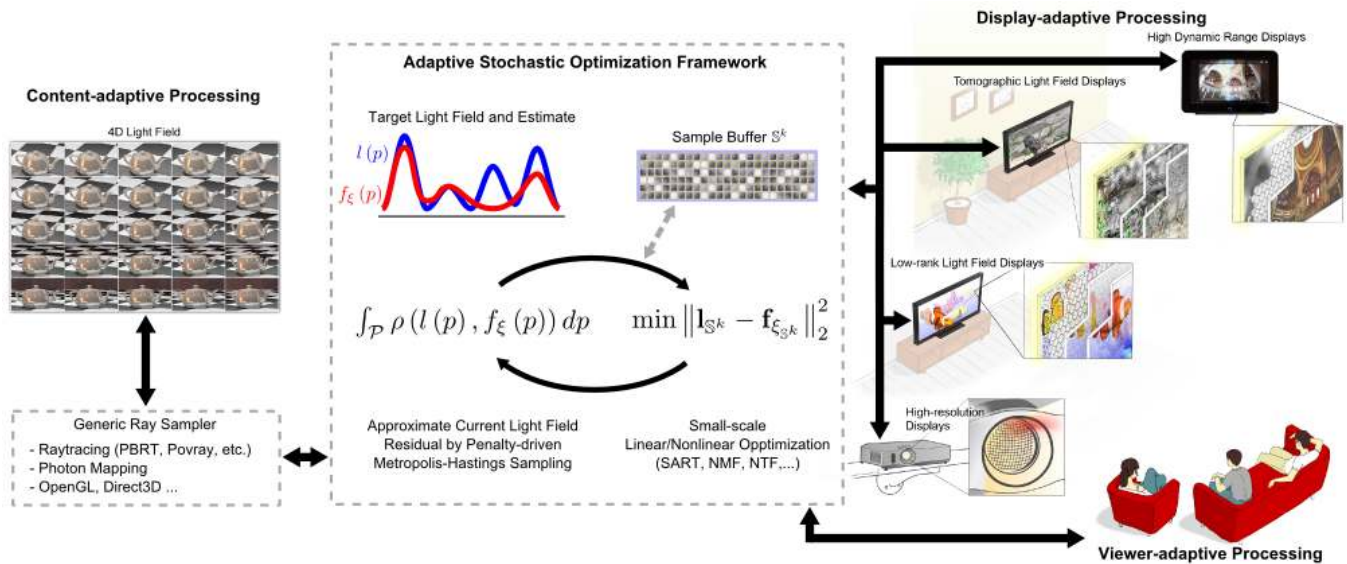 Content-adaptive Processing
4D Light Field
Generic Ray Sampler
- Raytracing (PBRT, Povray, etc.)
- Photon Mapping
- OpenGL, Direct3D ...
Adaptive Stochastic Optimization Framework
Target Light Field and Estimate
l (p)
f_ξ (p)
Sample Buffer 𝕊^k
∫_𝒫 ρ (l (p) , f_ξ (p)) dp
min ‖l_{𝕊^k} − f_{ξ_{𝕊^k}}‖_2^2
Approximate Current Light Field
Residual by Penalty-driven
Metropolis-Hastings Sampling
Small-scale
Linear/Nonlinear Opptimization
(SART, NMF, NTF,...)
Display-adaptive Processing
High Dynamic Range Displays
Tomographic Light Field Displays
Low-rank Light Field Displays
High-resolution
Displays
Viewer-adaptive Processing